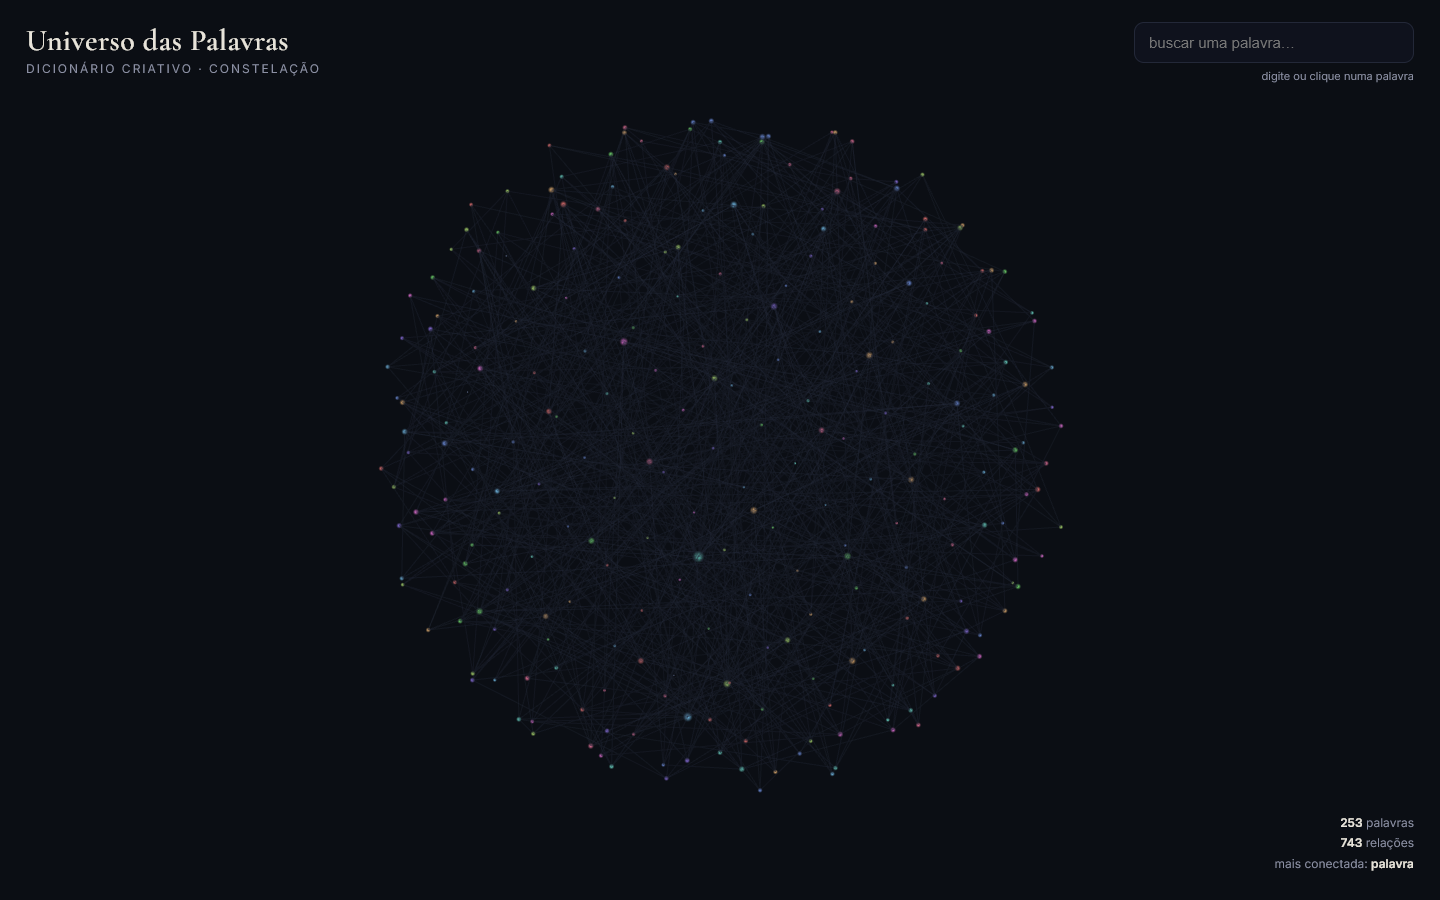 Universo das Palavras
DICIONÁRIO CRIATIVO · CONSTELAÇÃO
buscar uma palavra...
digite ou clique numa palavra
253 palavras
743 relações
mais conectada: palavra